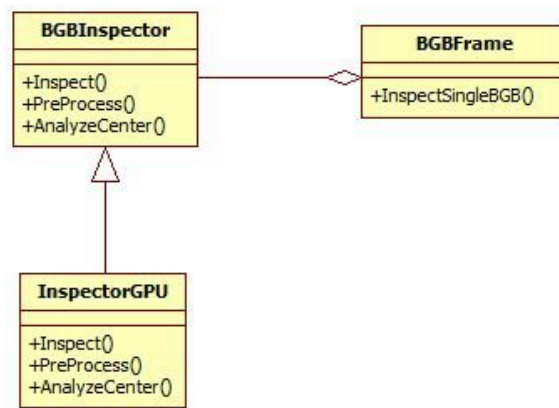 BGBInspector
+Inspect()
+PreProcess()
+AnalyzeCenter()
BGBFrame
+InspectSingleBGB()
InspectorGPU
+Inspect()
+PreProcess()
+AnalyzeCenter()